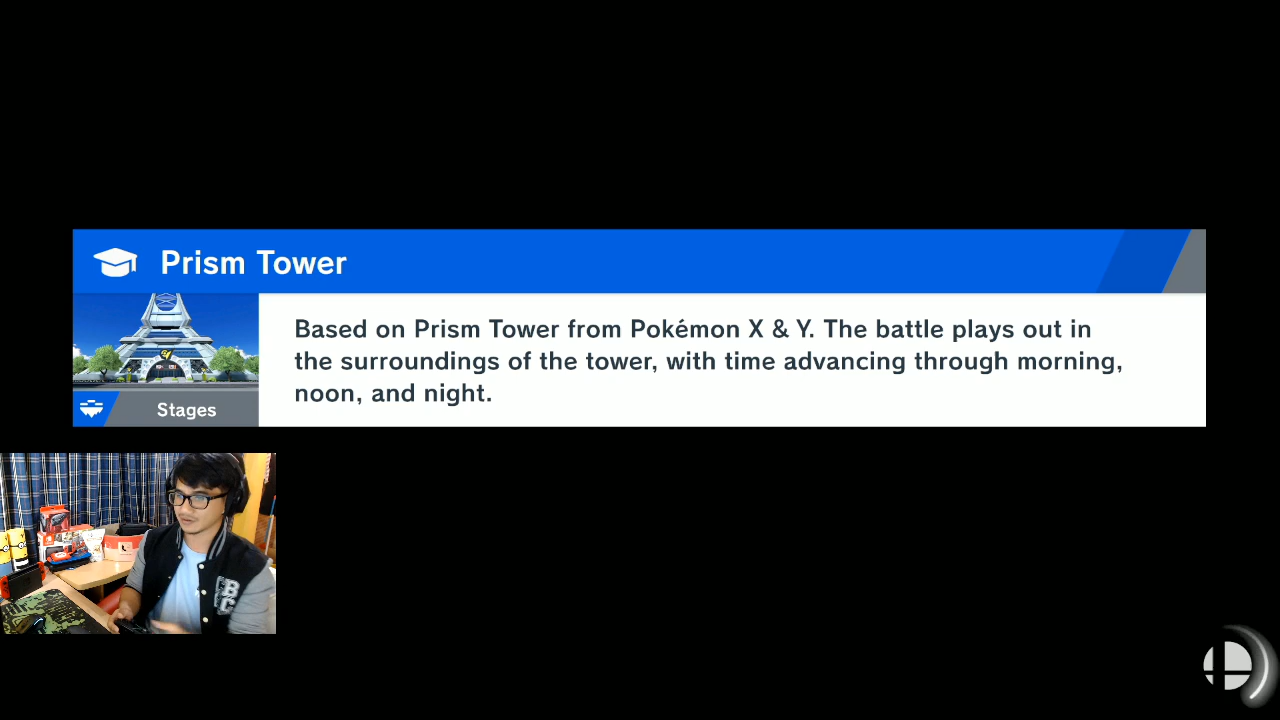 Prism Tower
Based on Prism Tower from Pokémon X & Y. The battle plays out in
the surroundings of the tower, with time advancing through morning,
noon, and night.
Stages
B
C